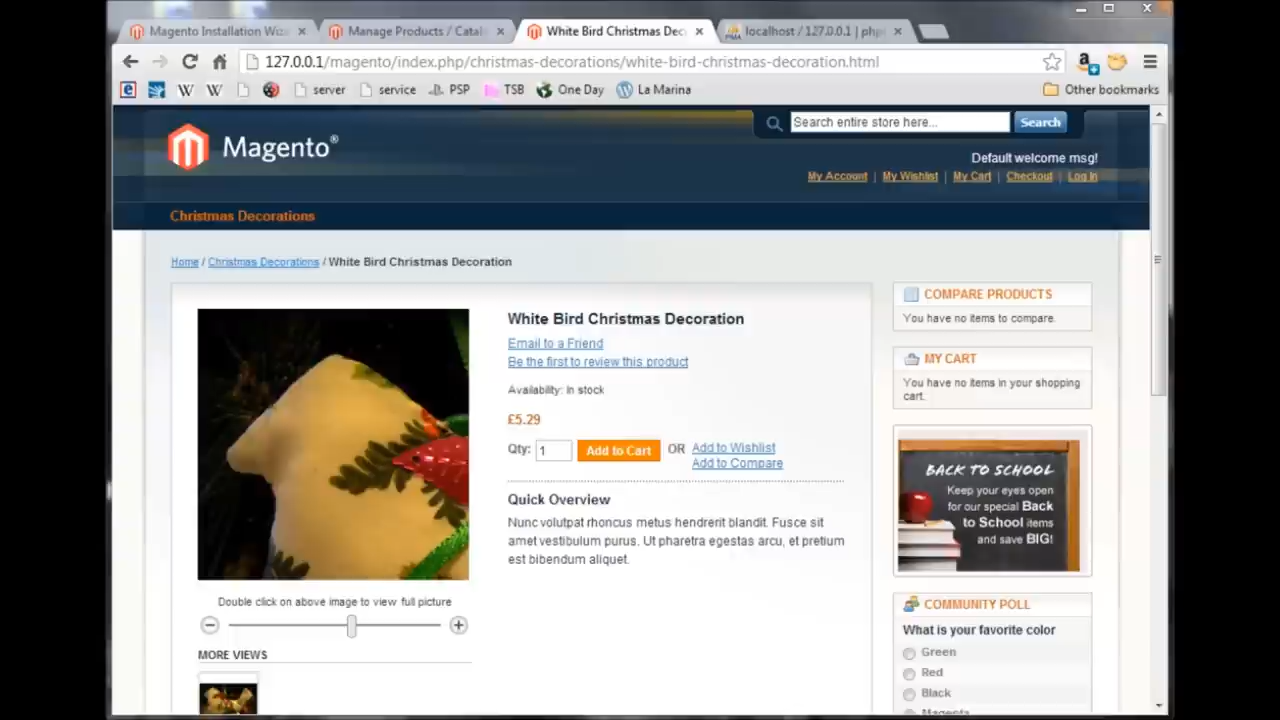 Magento Installation Wiz
Manage Products / Catal
White Bird Christmas Dec
localhost / 127.0.0.1 | php
127.0.0.1/magento/index.php/christmas-decorations/white-bird-christmas-decoration.html
server
service
PSP
TSB
One Day
La Marina
Other bookmarks
Magento®
Search entire store here...
Search
Default welcome msg!
My Account | My Wishlist | My Cart | Checkout | Log In
Christmas Decorations
Home / Christmas Decorations / White Bird Christmas Decoration
White Bird Christmas Decoration
Email to a Friend
Be the first to review this product
Availability: In stock
£5.29
Qty: 1 Add to Cart OR Add to Wishlist
Add to Compare
Quick Overview
Nunc volutpat rhoncus metus hendrerit blandit. Fusce sit
amet vestibulum purus. Ut pharetra egestas arcu, et pretium
est bibendum aliquet.
Double click on above image to view full picture
MORE VIEWS
COMPARE PRODUCTS
You have no items to compare.
MY CART
You have no items in your shopping
cart.
BACK TO SCHOOL
Keep your eyes open
for our special Back
to School items
and save BIG!
COMMUNITY POLL
What is your favorite color
Green
Red
Black
Magenta